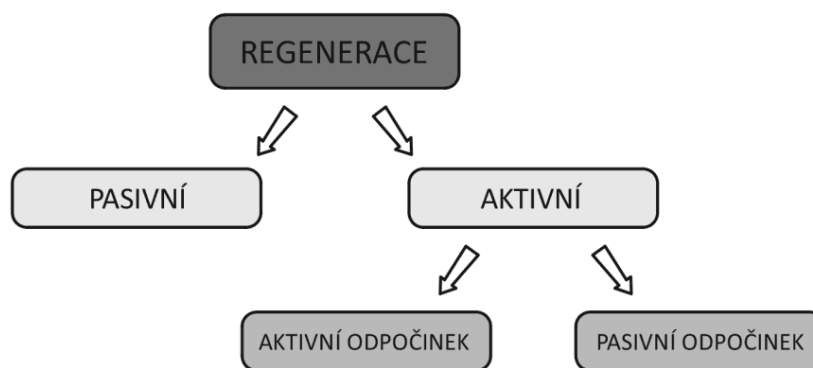 REGENERACE
PASIVNÍ
AKTIVNÍ
AKTIVNÍ ODPOČINEK
PASIVNÍ ODPOČINEK